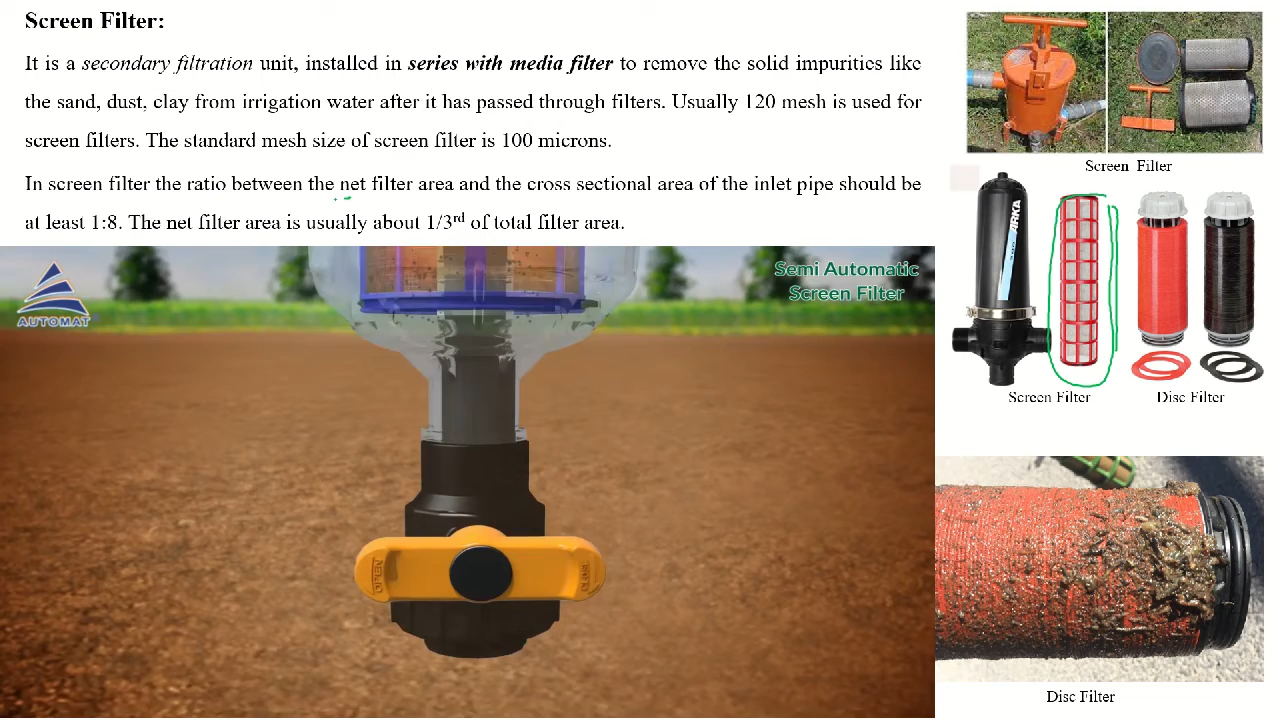 Screen Filter:
It is a secondary filtration unit, installed in series with media filter to remove the solid impurities like
the sand, dust, clay from irrigation water after it has passed through filters. Usually 120 mesh is used for
screen filters. The standard mesh size of screen filter is 100 microns.
In screen filter the ratio between the net filter area and the cross sectional area of the inlet pipe should be
at least 1:8. The net filter area is usually about 1/3rd of total filter area.
Screen Filter
Screen Filter
Disc Filter
Disc Filter
Semi Automatic
Screen Filter
AUTOMAT